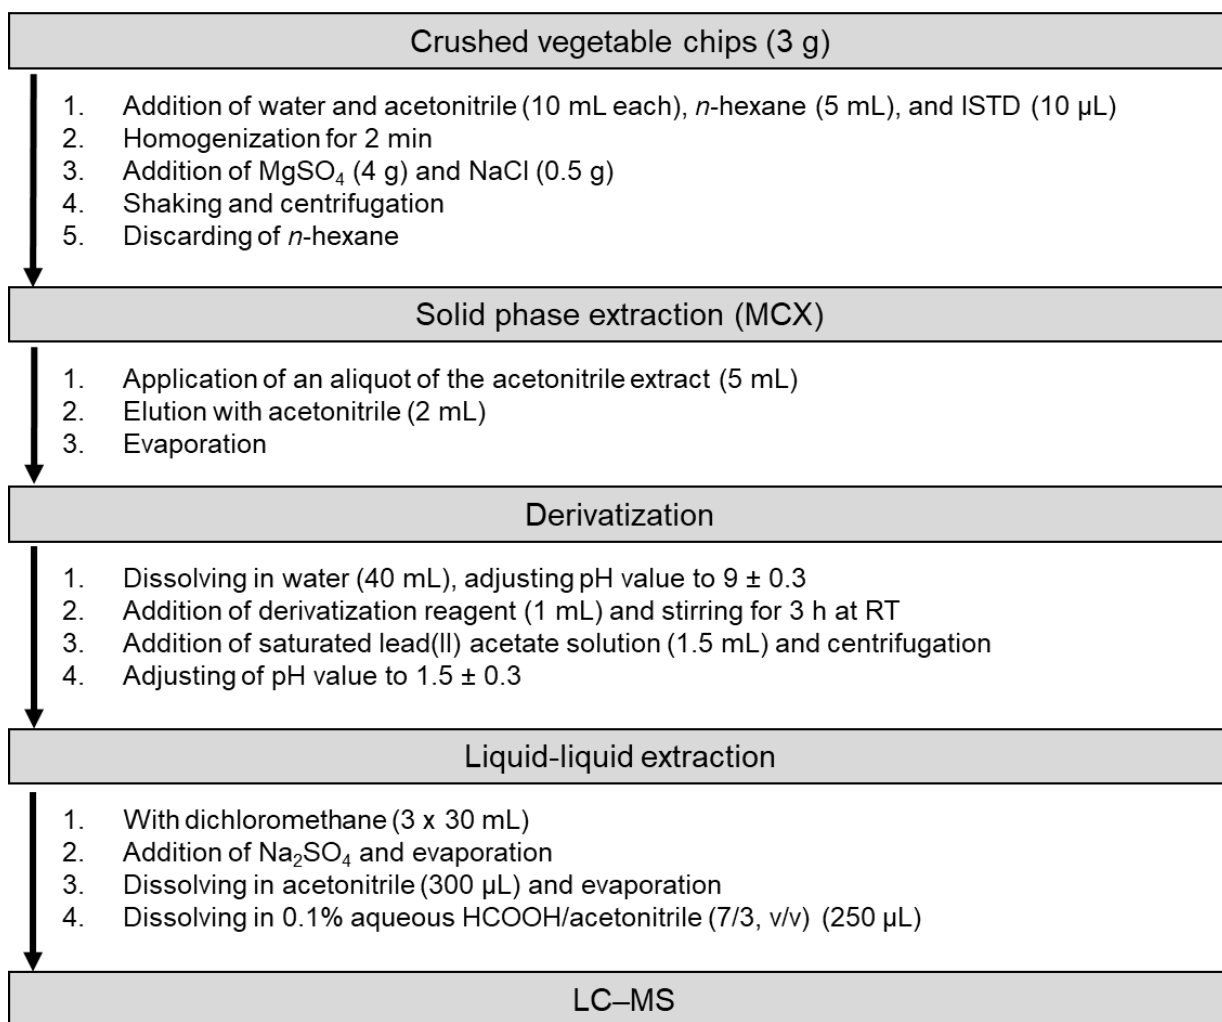 Crushed vegetable chips (3 g)
1. Addition of water and acetonitrile (10 mL each), n-hexane (5 mL), and ISTD (10 µL)
2. Homogenization for 2 min
3. Addition of MgSO₄ (4 g) and NaCl (0.5 g)
4. Shaking and centrifugation
5. Discarding of n-hexane
Solid phase extraction (MCX)
1. Application of an aliquot of the acetonitrile extract (5 mL)
2. Elution with acetonitrile (2 mL)
3. Evaporation
Derivatization
1. Dissolving in water (40 mL), adjusting pH value to 9 ± 0.3
2. Addition of derivatization reagent (1 mL) and stirring for 3 h at RT
3. Addition of saturated lead(II) acetate solution (1.5 mL) and centrifugation
4. Adjusting of pH value to 1.5 ± 0.3
Liquid-liquid extraction
1. With dichloromethane (3 x 30 mL)
2. Addition of Na₂SO₄ and evaporation
3. Dissolving in acetonitrile (300 µL) and evaporation
4. Dissolving in 0.1% aqueous HCOOH/acetonitrile (7/3, v/v) (250 µL)
LC–MS